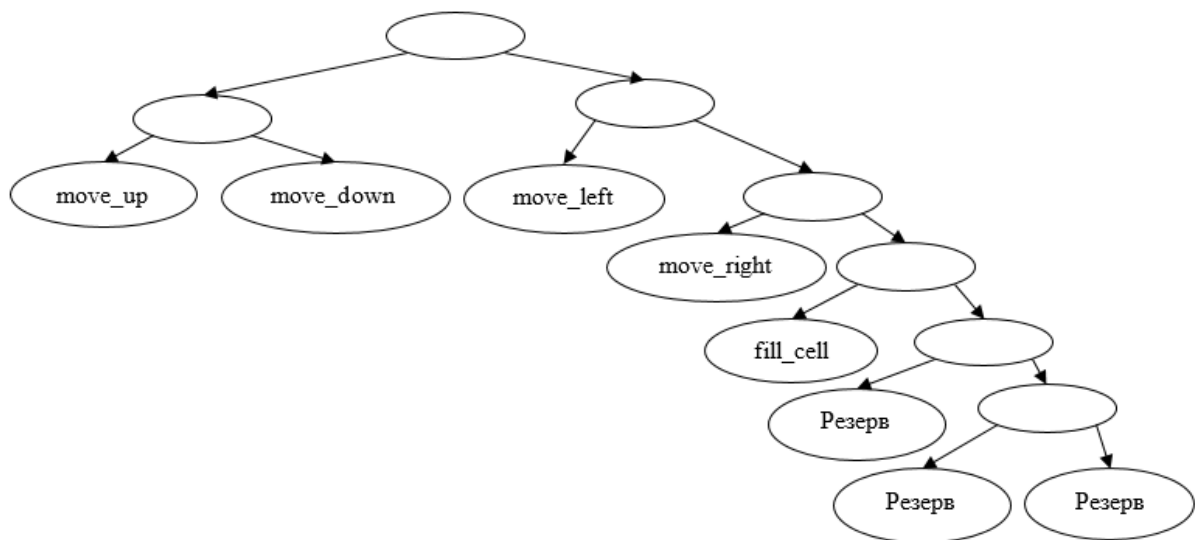 move_up
move_down
move_left
move_right
fill_cell
Резерв
Резерв
Резерв